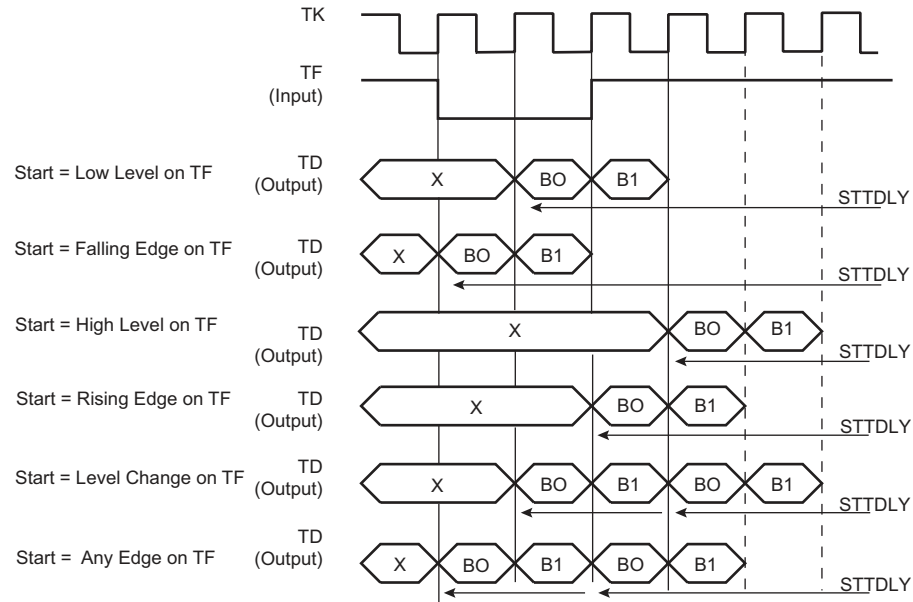 TK
TF
(Input)
Start = Low Level on TF
TD
(Output)
X
BO
B1
STTDLY
Start = Falling Edge on TF
TD
(Output)
X
BO
B1
STTDLY
Start = High Level on TF
TD
(Output)
X
BO
B1
STTDLY
Start = Rising Edge on TF
TD
(Output)
X
BO
B1
STTDLY
Start = Level Change on TF
TD
(Output)
X
BO
B1
BO
B1
STTDLY
Start = Any Edge on TF
TD
(Output)
X
BO
B1
BO
B1
STTDLY